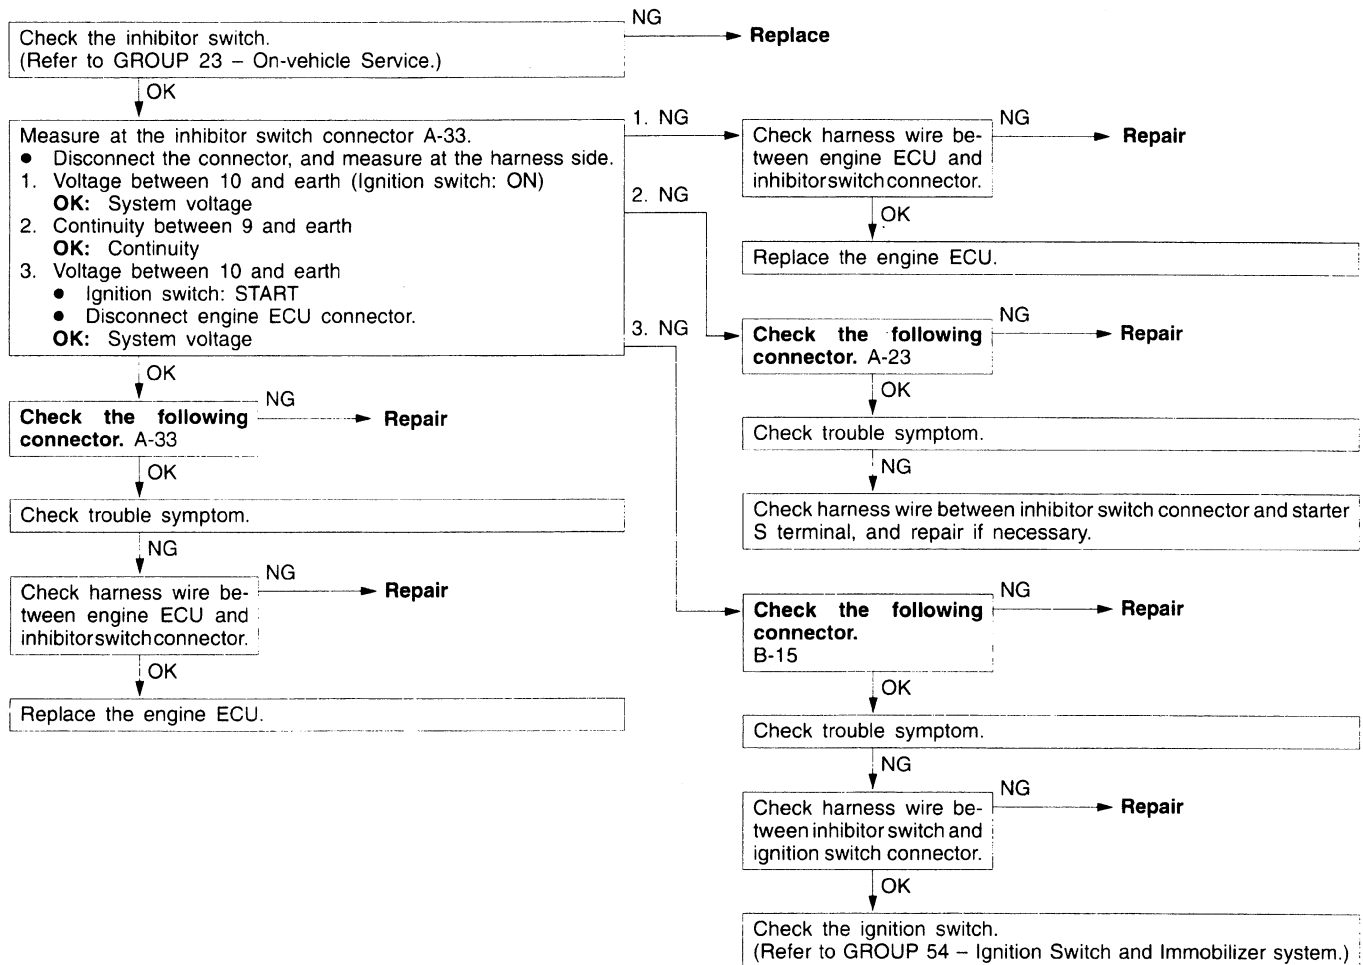 NG
Check the inhibitor switch.
(Refer to GROUP 23 – On-vehicle Service.)
Replace
OK
Measure at the inhibitor switch connector A-33.
● Disconnect the connector, and measure at the harness side.
1. Voltage between 10 and earth (Ignition switch: ON)
OK: System voltage
2. Continuity between 9 and earth
OK: Continuity
3. Voltage between 10 and earth
● Ignition switch: START
● Disconnect engine ECU connector.
OK: System voltage
OK
Check the following
connector. A-33
NG
Repair
OK
Check trouble symptom.
NG
Check harness wire be-
tween engine ECU and
inhibitor switch connector.
NG
Repair
OK
Replace the engine ECU.
1. NG
Check harness wire be-
tween engine ECU and
inhibitor switch connector.
NG
Repair
OK
Replace the engine ECU.
2. NG
Check the following
connector. A-23
NG
Repair
OK
Check trouble symptom.
NG
Check harness wire between inhibitor switch connector and starter
S terminal, and repair if necessary.
3. NG
Check the following
connector.
B-15
NG
Repair
OK
Check trouble symptom.
NG
Check harness wire be-
tween inhibitor switch and
ignition switch connector.
NG
Repair
OK
Check the ignition switch.
(Refer to GROUP 54 – Ignition Switch and Immobilizer system.)